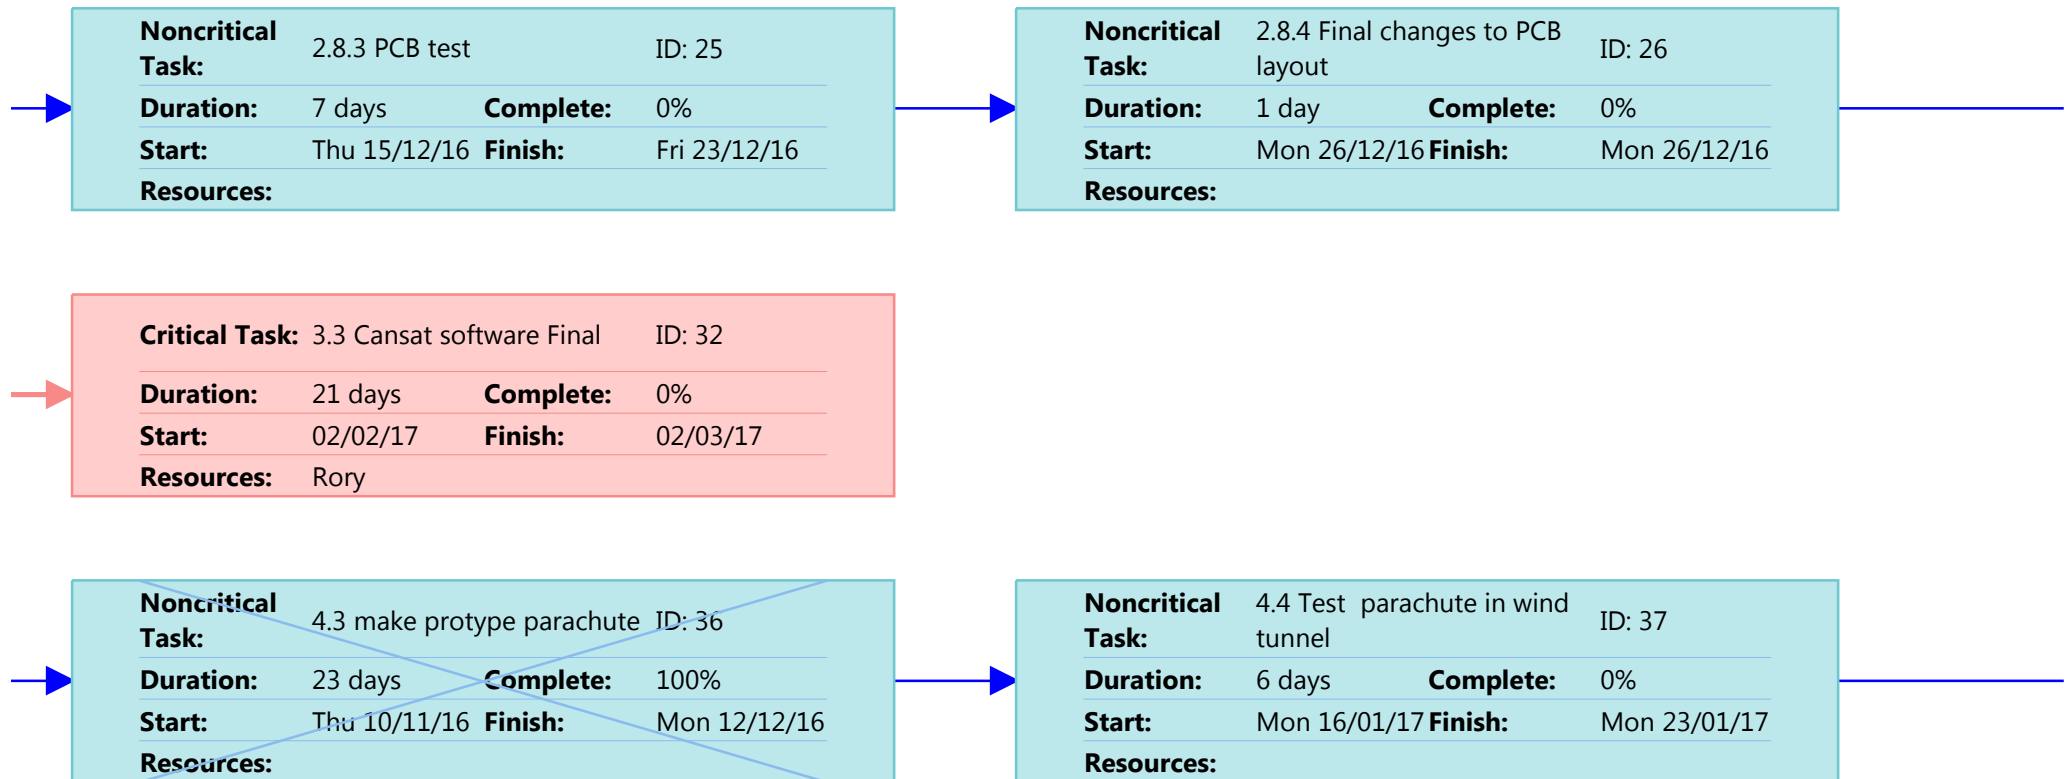 Noncritical Task: 2.8.3 PCB test ID: 25
Duration: 7 days Complete: 0%
Start: Thu 15/12/16 Finish: Fri 23/12/16
Resources:
Noncritical Task: 2.8.4 Final changes to PCB layout ID: 26
Duration: 1 day Complete: 0%
Start: Mon 26/12/16 Finish: Mon 26/12/16
Resources:
Critical Task: 3.3 Cansat software Final ID: 32
Duration: 21 days Complete: 0%
Start: 02/02/17 Finish: 02/03/17
Resources: Rory
Noncritical Task: 4.3 make protype parachute ID: 36
Duration: 23 days Complete: 100%
Start: Thu 10/11/16 Finish: Mon 12/12/16
Resources:
Noncritical Task: 4.4 Test  parachute in wind tunnel ID: 37
Duration: 6 days Complete: 0%
Start: Mon 16/01/17 Finish: Mon 23/01/17
Resources: